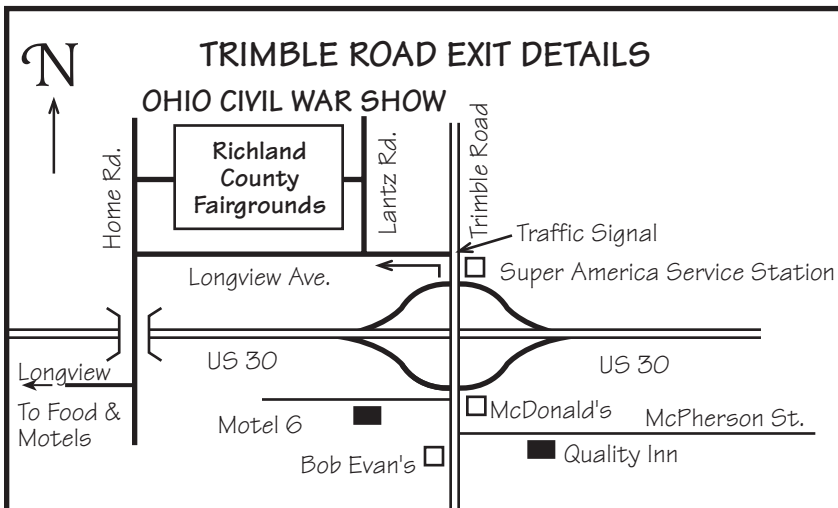 N
TRIMBLE ROAD EXIT DETAILS
OHIO CIVIL WAR SHOW
Home Rd.
Richland
County
Fairgrounds
Lantz Rd.
Trimble Road
Traffic Signal
Longview Ave.
Super America Service Station
US 30
US 30
Longview
To Food &
Motels
Motel 6
McDonald's
McPherson St.
Bob Evan's
Quality Inn